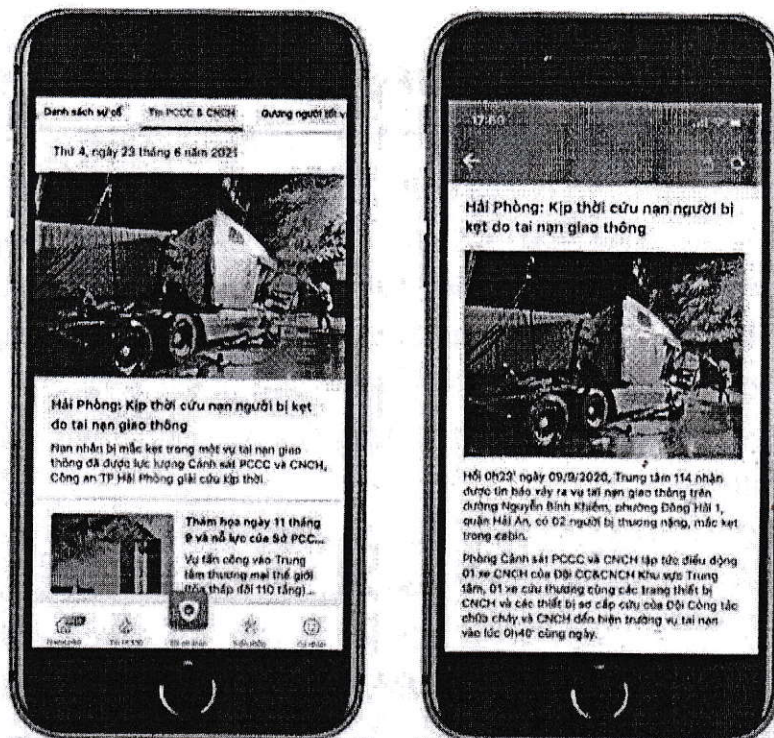 Danh sách sự cố Tin PCCC & CNCH Gương người tốt v
Thứ 4, ngày 23 tháng 6 năm 2021
Hải Phòng: Kịp thời cứu nạn người bị kẹt
do tai nạn giao thông
Nạn nhân bị mắc kẹt trong một vụ tai nạn giao
thông đã được lực lượng Cảnh sát PCCC và CNCH,
Công an TP Hải Phòng giải cứu kịp thời.
Thảm họa ngày 11 tháng
9 và nỗ lực của Sở PCC...
Vụ tấn công vào Trung
tâm thương mại thế giới
(tòa tháp đôi 110 tầng)...
Hải Phòng: Kịp thời cứu nạn người bị
kẹt do tai nạn giao thông
Hồi 0h23' ngày 09/9/2020, Trung tâm 114 nhận
được tin báo xảy ra vụ tai nạn giao thông trên
đường Nguyễn Bỉnh Khiêm, phường Đông Hải 1,
quận Hải An, có 02 người bị thương nặng, mắc kẹt
trong cabin.
Phòng Cảnh sát PCCC và CNCH lập tức điều động
01 xe CNCH của Đội CC&CNCH Khu vực Trung
tâm, 01 xe cứu thương cùng các trang thiết bị
CNCH và các thiết bị sơ cấp cứu của Đội Công tác
chữa cháy và CNCH đến hiện trường vụ tai nạn
vào lúc 0h40' cùng ngày.